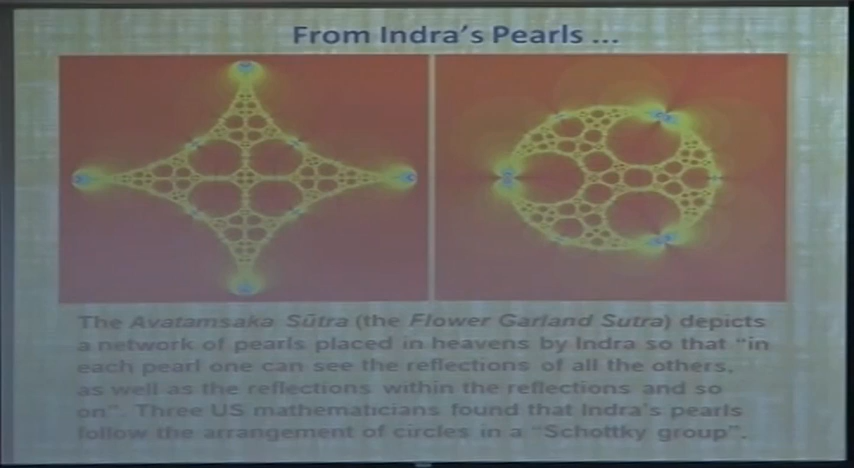 From Indra's Pearls ...
The Avatamsaka Sūtra (the Flower Garland Sutra) depicts
a network of pearls placed in heavens by Indra so that "in
each pearl one can see the reflections of all the others,
as well as the reflections within the reflections and so
on". Three US mathematicians found that Indra's pearls
follow the arrangement of circles in a "Schottky group".